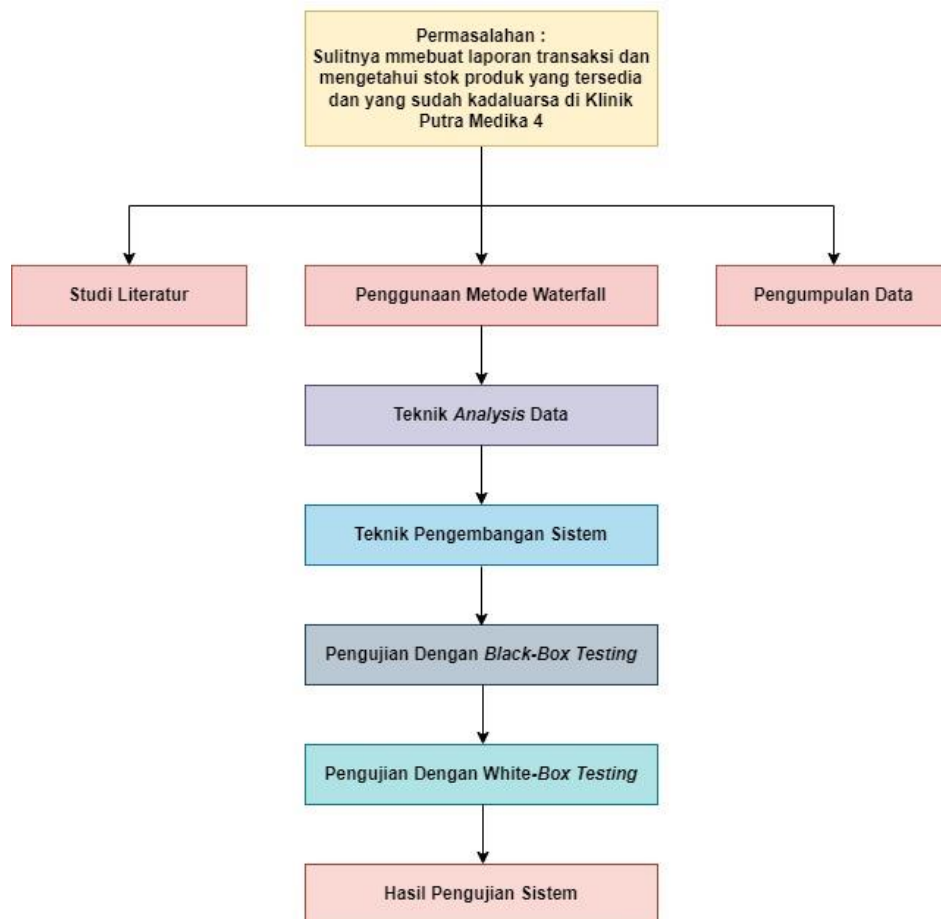 Permasalahan :
Sulitnya mmebuat laporan transaksi dan
mengetahui stok produk yang tersedia
dan yang sudah kadaluarsa di Klinik
Putra Medika 4
Studi Literatur
Penggunaan Metode Waterfall
Pengumpulan Data
Teknik Analysis Data
Teknik Pengembangan Sistem
Pengujian Dengan Black-Box Testing
Pengujian Dengan White-Box Testing
Hasil Pengujian Sistem